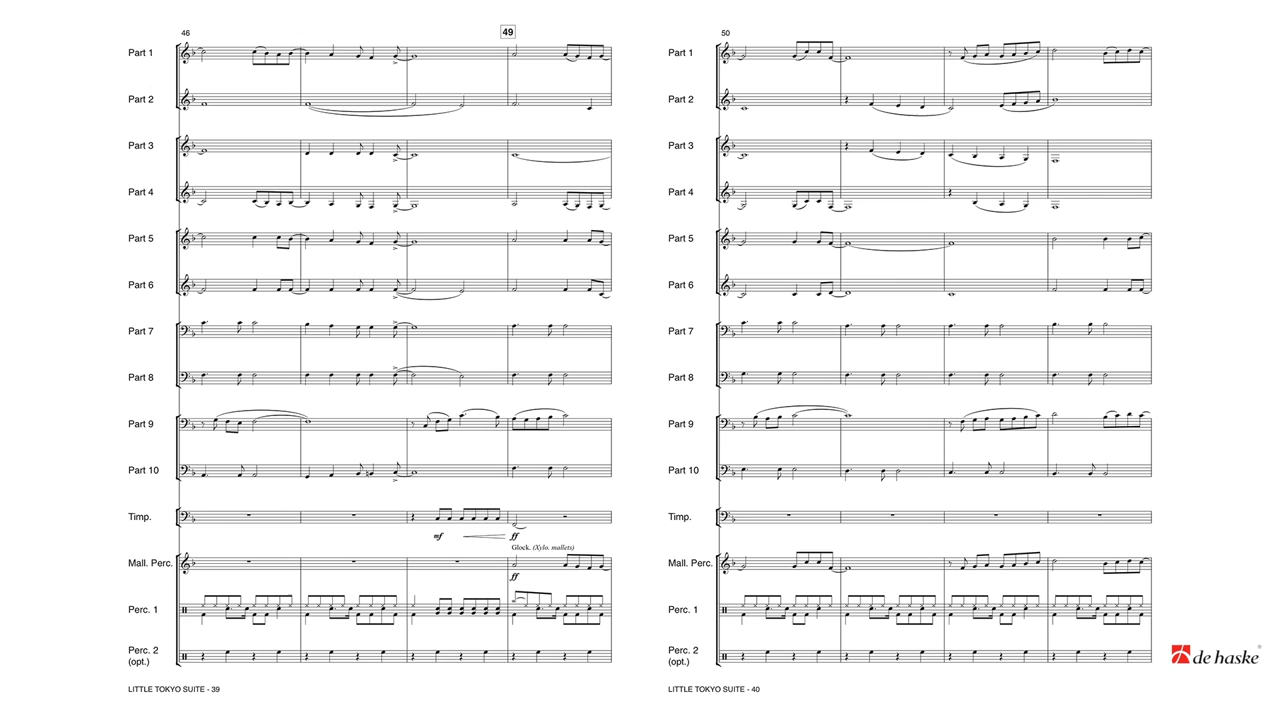 46
49
Part 1
Part 2
Part 3
Part 4
Part 5
Part 6
Part 7
Part 8
Part 9
Part 10
Timp.
mf
ff
Glock. (Xylo. mallets)
Mall. Perc.
ff
Perc. 1
Perc. 2
(opt.)
LITTLE TOKYO SUITE - 39
50
Part 1
Part 2
Part 3
Part 4
Part 5
Part 6
Part 7
Part 8
Part 9
Part 10
Timp.
Mall. Perc.
Perc. 1
Perc. 2
(opt.)
LITTLE TOKYO SUITE - 40
de haske®